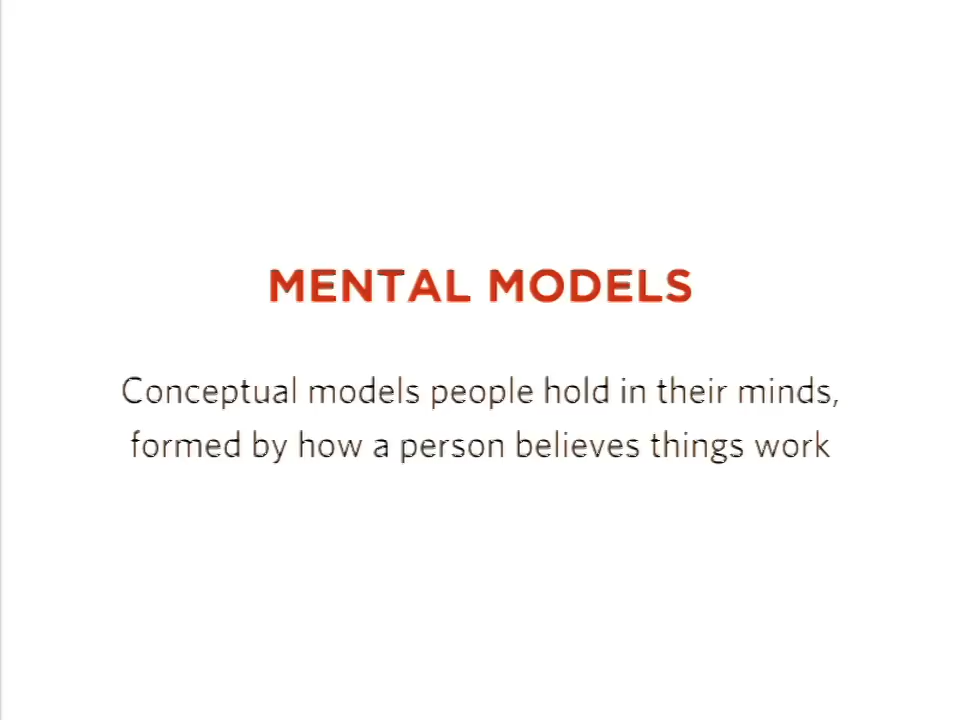 MENTAL MODELS
Conceptual models people hold in their minds,
formed by how a person believes things work